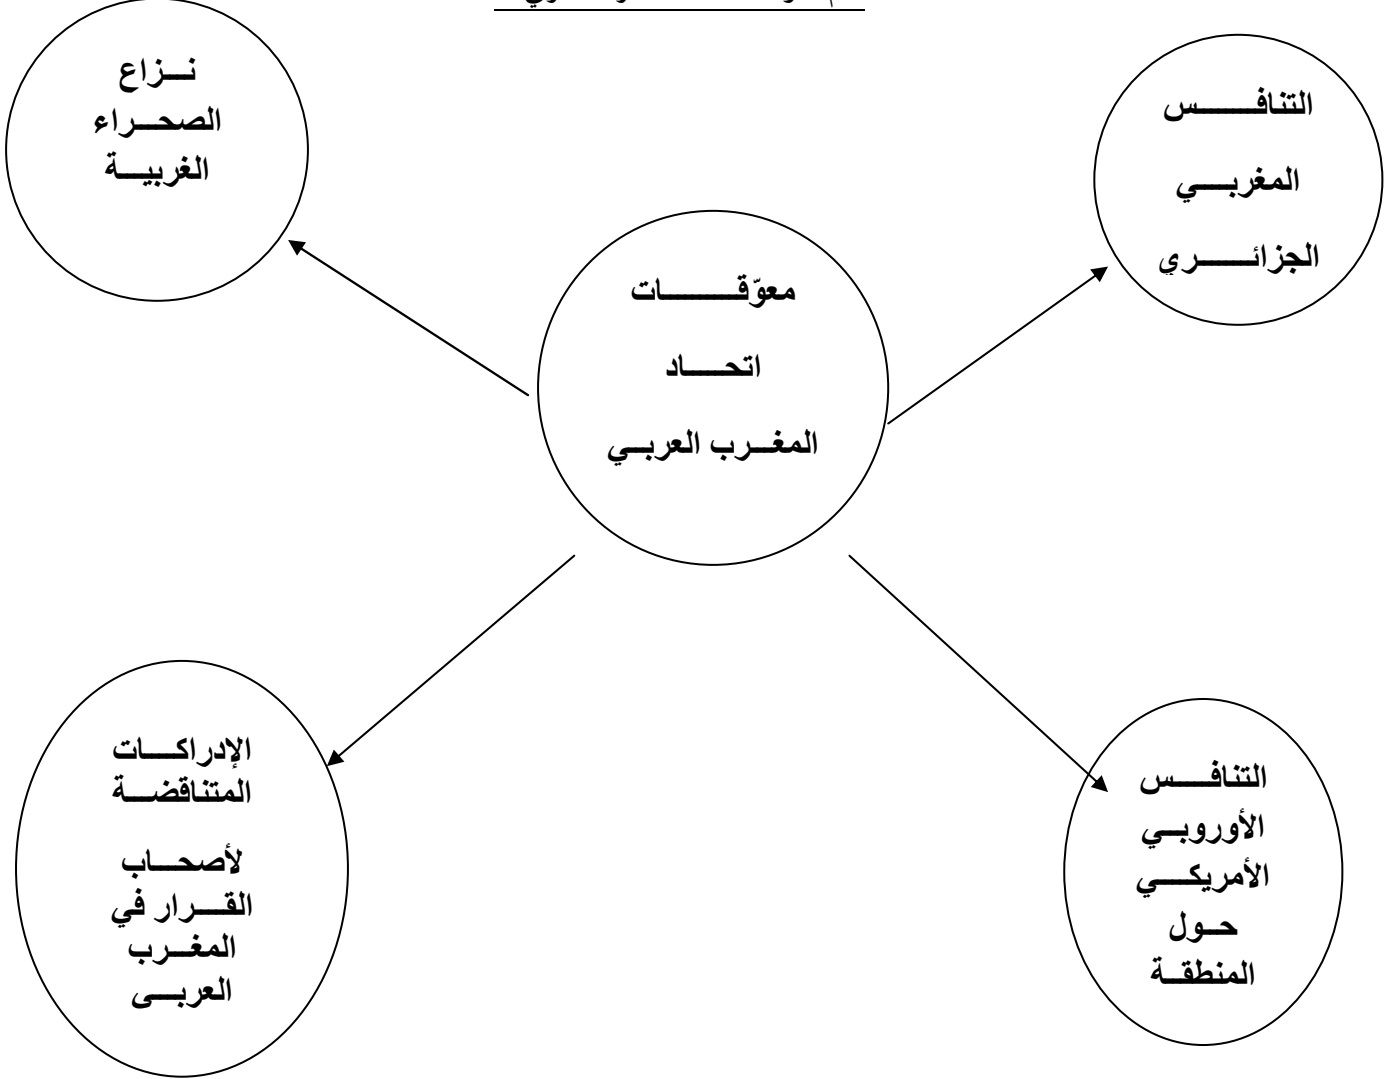 التنافس
المغربي
الجزائري
نزاع
الصحراء
الغربية
معوّقات
اتحاد
المغرب العربي
التنافس
الأوروبي
الأمريكي
حول
المنطقة
الإدراكات
المتناقضة
لأصحاب
القرار في
المغرب
العربى